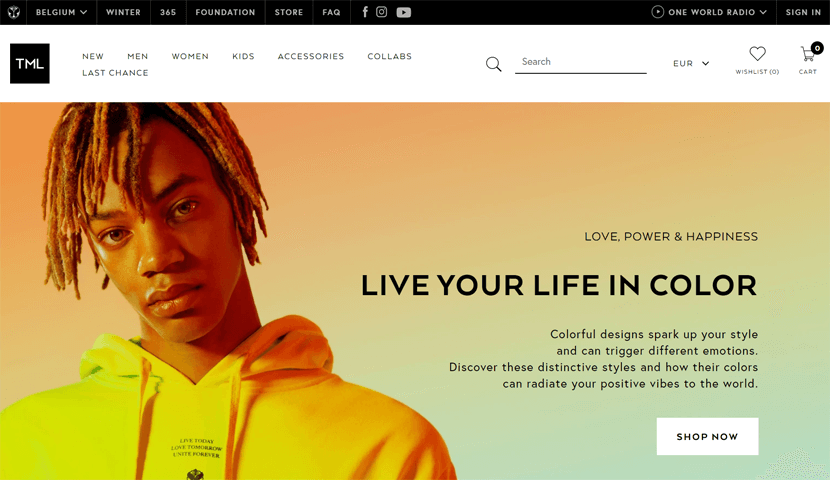 BELGIUM WINTER 365 FOUNDATION STORE FAQ ONE WORLD RADIO SIGN IN
TML
NEW MEN WOMEN KIDS ACCESSORIES COLLABS
LAST CHANCE
Search
EUR
WISHLIST (0)
0
CART
LOVE, POWER & HAPPINESS
LIVE YOUR LIFE IN COLOR
Colorful designs spark up your style
and can trigger different emotions.
Discover these distinctive styles and how their colors
can radiate your positive vibes to the world.
SHOP NOW
LIVE TODAY
LOVE TOMORROW
UNITE FOREVER